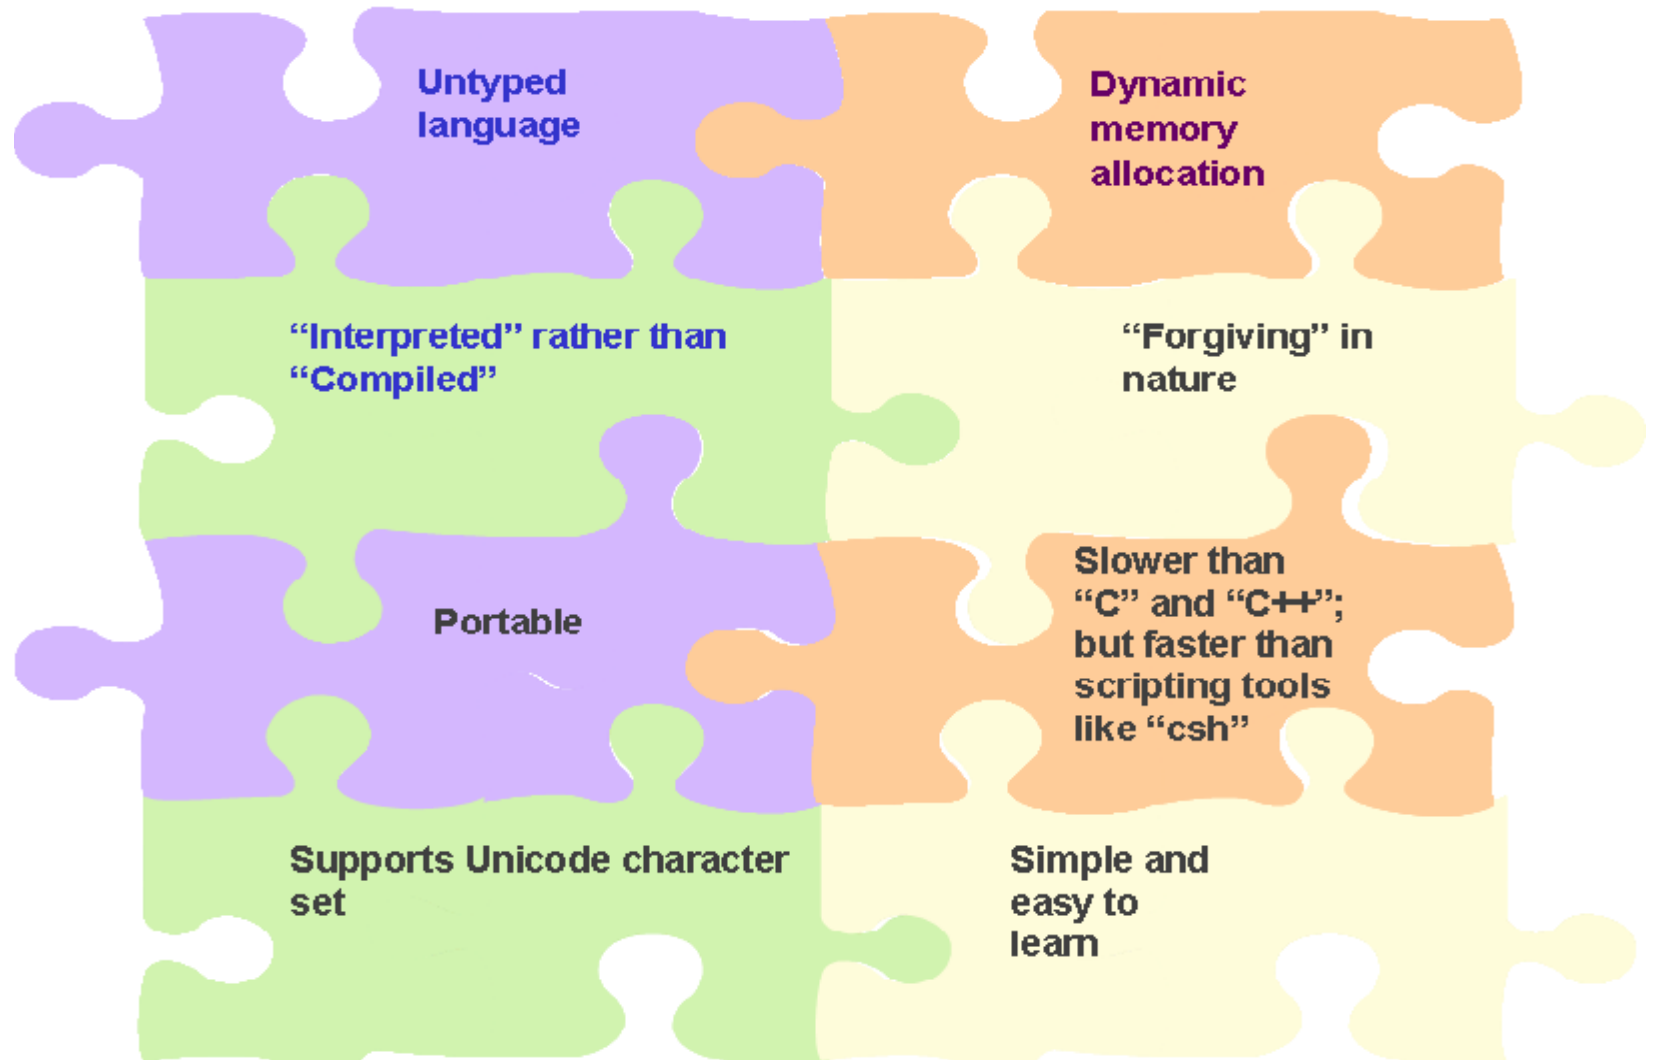 Untyped
language
Dynamic
memory
allocation
“Interpreted” rather than
“Compiled”
“Forgiving” in
nature
Portable
Slower than
“C” and “C++”;
but faster than
scripting tools
like “csh”
Supports Unicode character
set
Simple and
easy to
learn